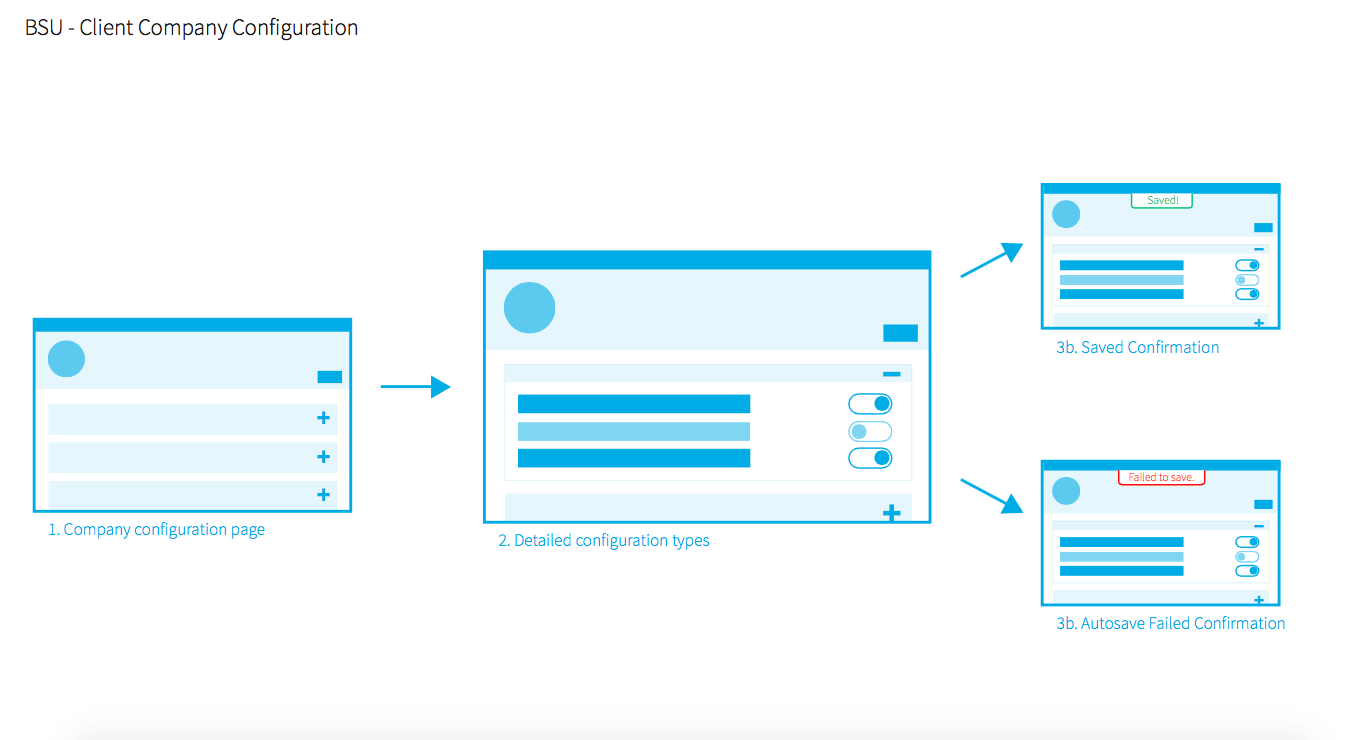 BSU - Client Company Configuration
Saved!
3b. Saved Confirmation
1. Company configuration page
2. Detailed configuration types
Failed to save.
3b. Autosave Failed Confirmation